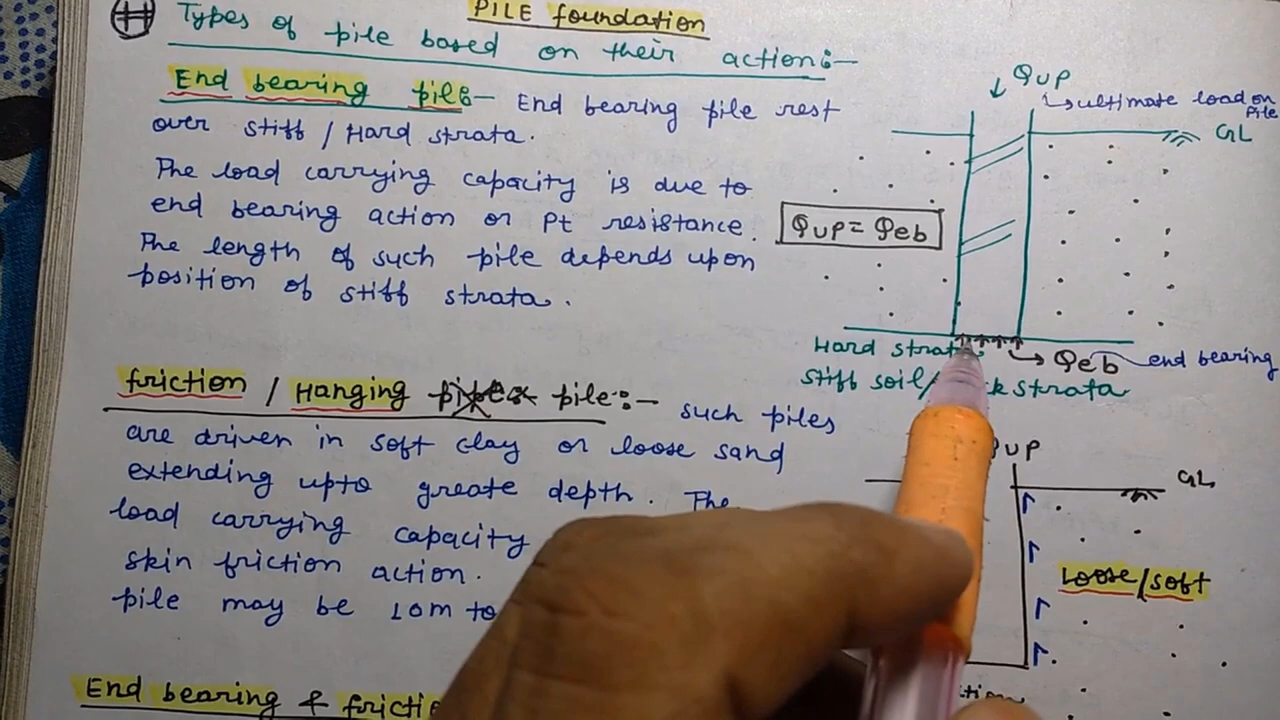 PILE foundation
Types of pile based on their action:-
End bearing pile:- End bearing pile rest
over stiff / Hard strata.
The load carrying capacity is due to
end bearing action or Pt resistance.
The length of such pile depends upon
position of stiff strata.
Qup
ultimate load on
Pile
GL
Qup = Qeb
Hard strata
Qeb end bearing
stiff soil/ strata
friction / Hanging pile:- such piles
are driven in soft clay or loose sand
extending upto greate depth. The
load carrying capacity
skin friction action.
pile may be 10m to
Qup
GL
Loose/soft
End bearing & frictio